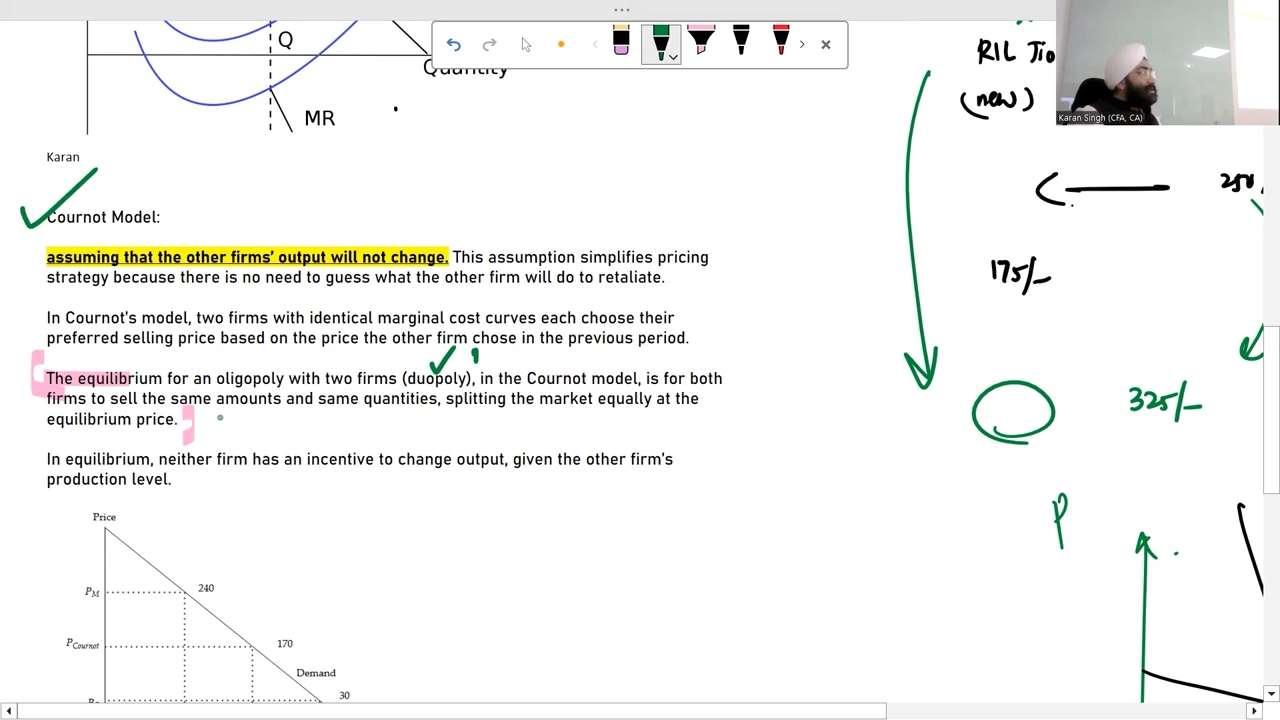 Q
Quantity
MR
Karan
Cournot Model:
assuming that the other firms' output will not change. This assumption simplifies pricing
strategy because there is no need to guess what the other firm will do to retaliate.
In Cournot's model, two firms with identical marginal cost curves each choose their
preferred selling price based on the price the other firm chose in the previous period.
The equilibrium for an oligopoly with two firms (duopoly), in the Cournot model, is for both
firms to sell the same amounts and same quantities, splitting the market equally at the
equilibrium price.
In equilibrium, neither firm has an incentive to change output, given the other firm's
production level.
Price
PM
240
PCournot
170
Demand
30
RIL Jio
(new)
Karan Singh (CFA, CA)
250/
175/-
325/-
P